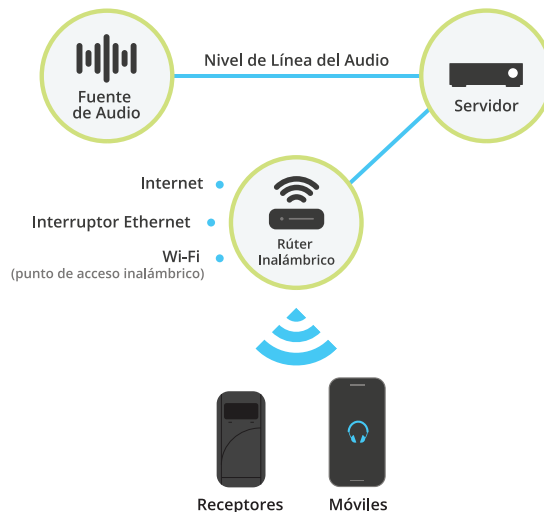 Nivel de Línea del Audio
Fuente
de Audio
Servidor
Internet
Interruptor Ethernet
Wi-Fi
(punto de acceso inalámbrico)
Rúter
Inalámbrico
Receptores
Móviles